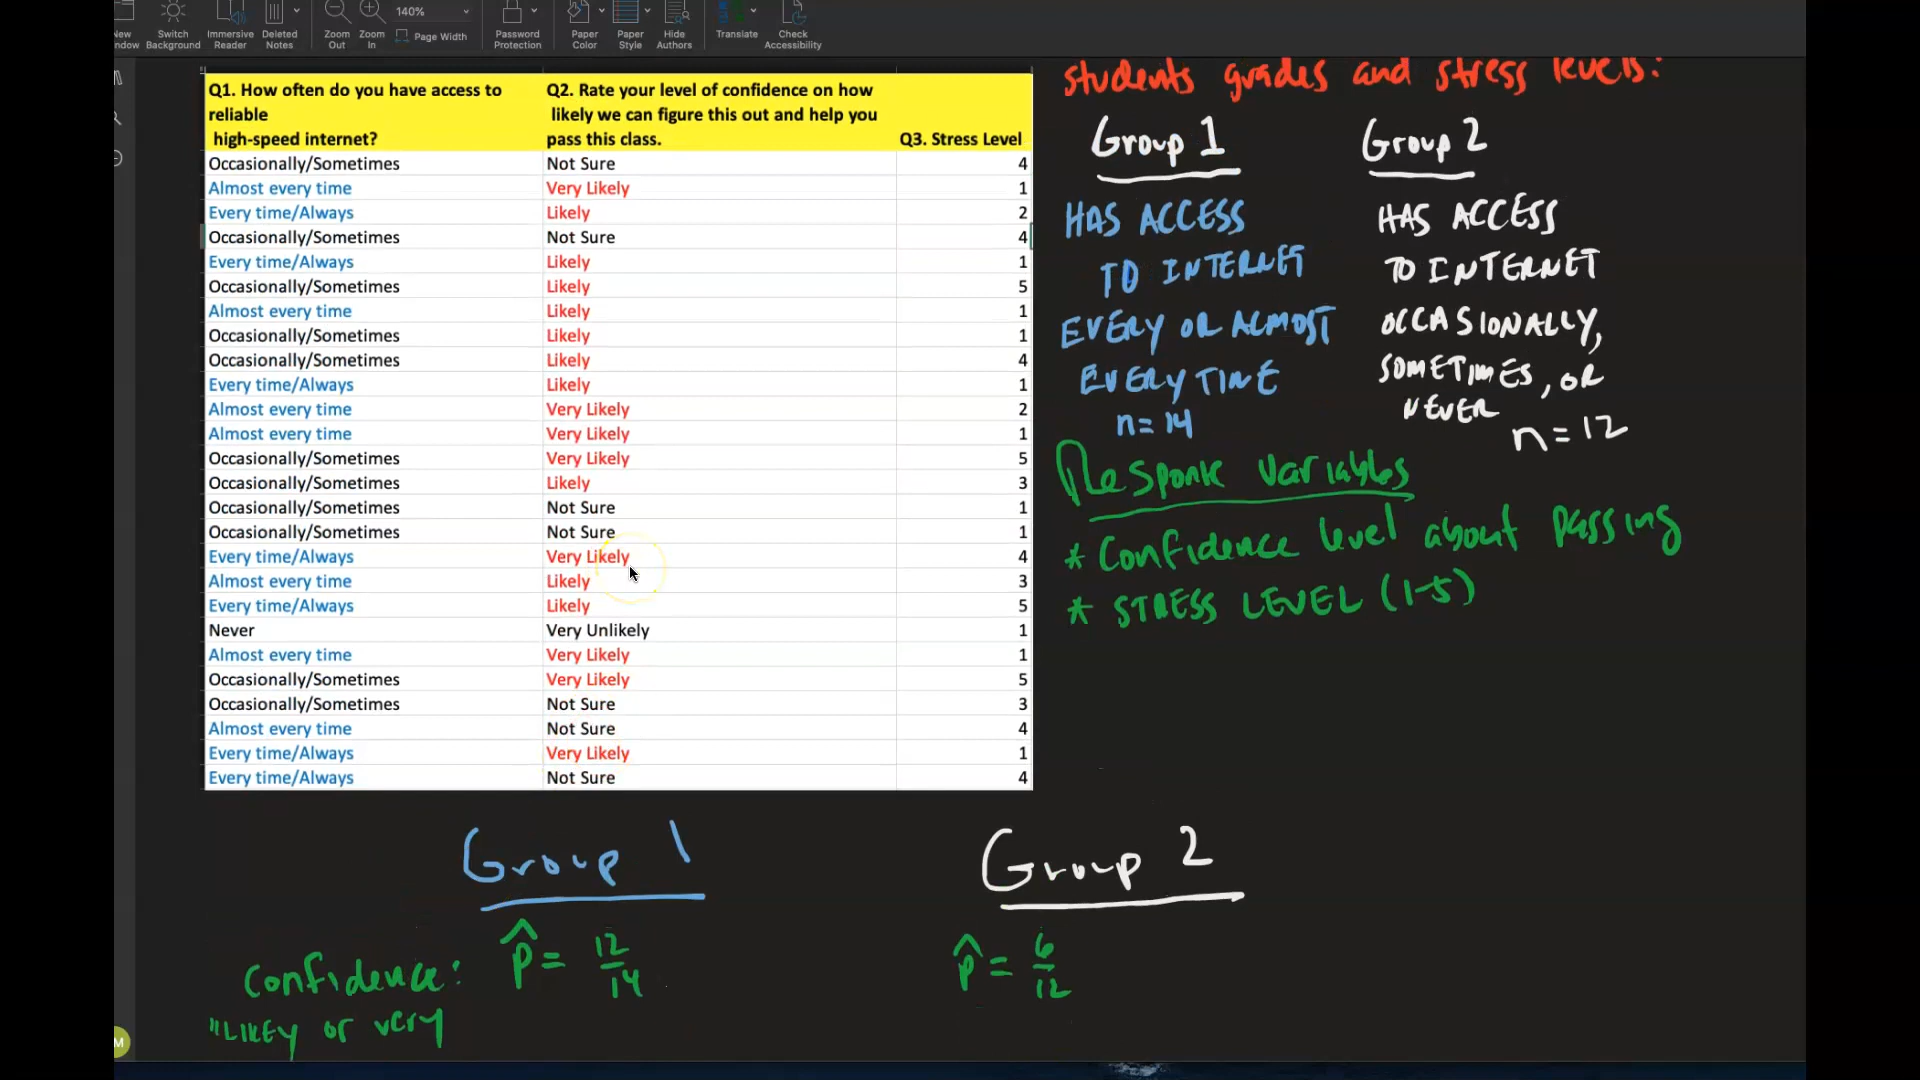 New Window
Switch Background
Immersive Reader
Deleted Notes
Zoom Out
Zoom In
140%
Page Width
Password Protection
Paper Color
Paper Style
Hide Authors
Translate
Check Accessibility
Q1. How often do you have access to reliable high-speed internet? Q2. Rate your level of confidence on how likely we can figure this out and help you pass this class. Q3. Stress Level
Occasionally/Sometimes Not Sure 4
Almost every time Very Likely 1
Every time/Always Likely 2
Occasionally/Sometimes Not Sure 4
Every time/Always Likely 1
Occasionally/Sometimes Likely 5
Almost every time Likely 1
Occasionally/Sometimes Likely 1
Occasionally/Sometimes Likely 4
Every time/Always Likely 1
Almost every time Very Likely 2
Almost every time Very Likely 1
Occasionally/Sometimes Very Likely 5
Occasionally/Sometimes Likely 3
Occasionally/Sometimes Not Sure 1
Occasionally/Sometimes Not Sure 1
Every time/Always Very Likely 4
Almost every time Likely 3
Every time/Always Likely 5
Never Very Unlikely 1
Almost every time Very Likely 1
Occasionally/Sometimes Very Likely 5
Occasionally/Sometimes Not Sure 3
Almost every time Not Sure 4
Every time/Always Very Likely 1
Every time/Always Not Sure 4
students grades and stress levels:
Group 1
HAS ACCESS
TO INTERNET
EVERY OR ALMOST
EVERY TIME
n=14
Group 2
HAS ACCESS
TO INTERNET
OCCASIONALLY,
SOMETIMES, OR
NEVER
n=12
Response Variables
* Confidence level about passing
* STRESS LEVEL (1-5)
Group 1
Group 2
Confidence: p̂ = 12/14 p̂ = 6/12
"LIKEY or very
M